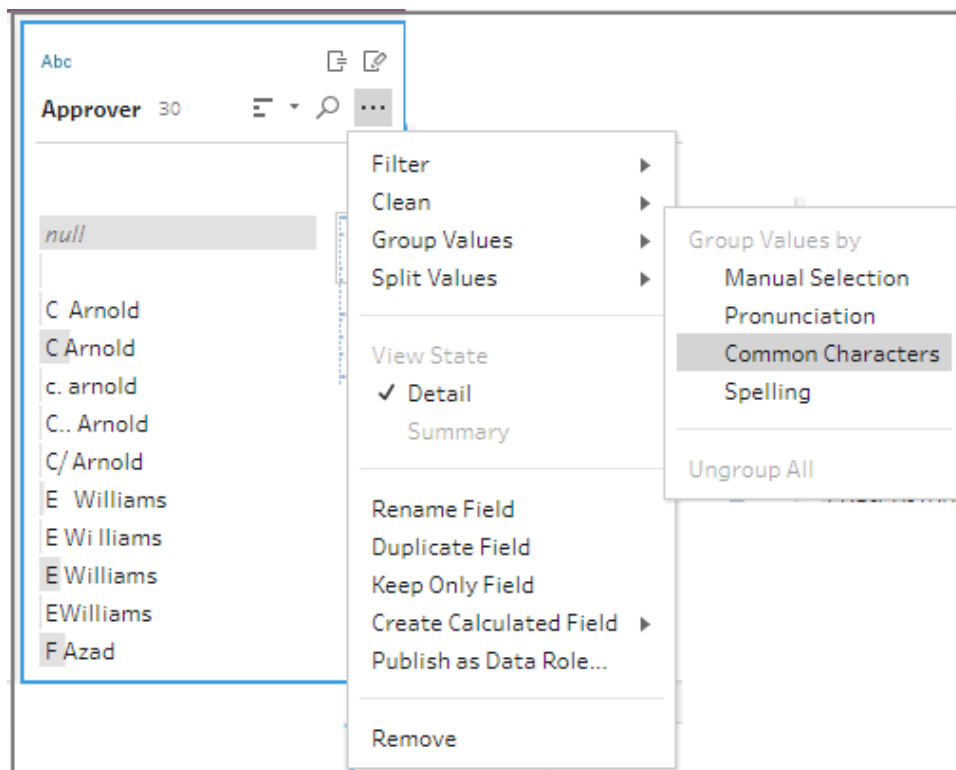 Abc
Approver 30
null
C Arnold
C Arnold
c. arnold
C.. Arnold
C/ Arnold
E  Williams
E Wi lliams
E Williams
EWilliams
F Azad
Filter
Clean
Group Values
Split Values
View State
✓ Detail
Summary
Rename Field
Duplicate Field
Keep Only Field
Create Calculated Field
Publish as Data Role...
Remove
Group Values by
Manual Selection
Pronunciation
Common Characters
Spelling
Ungroup All